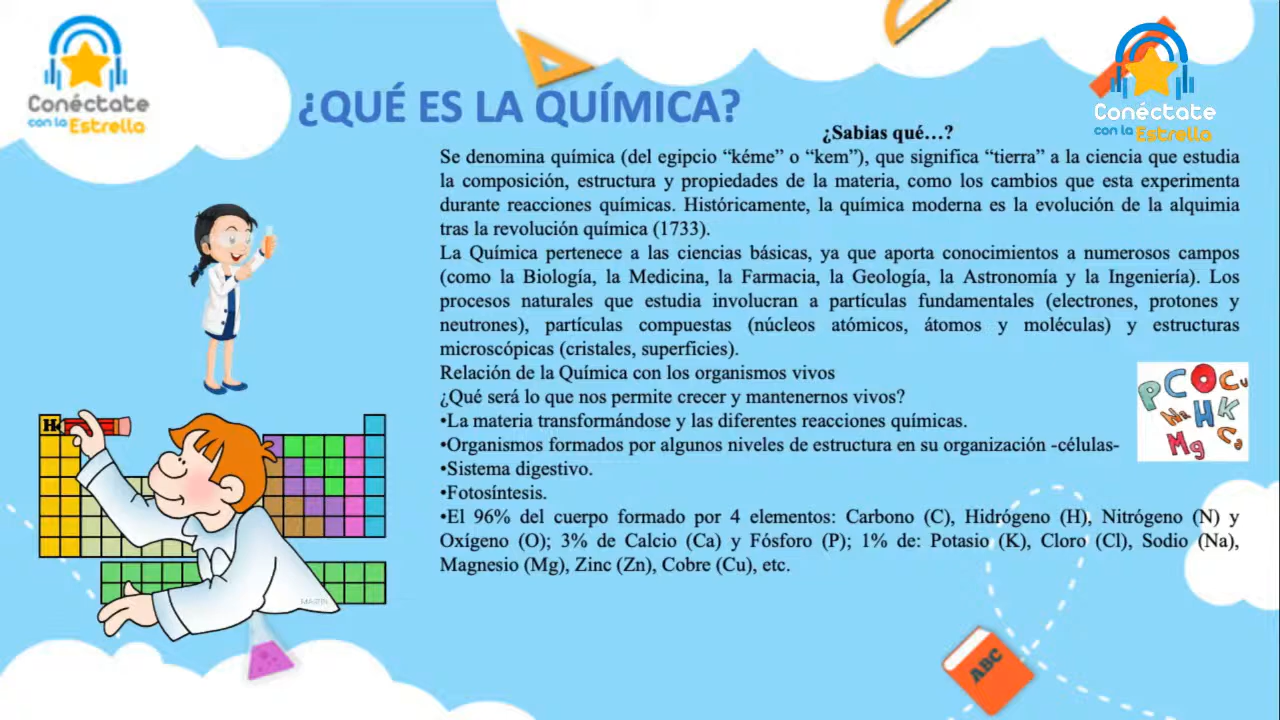 Conéctate
con la Estrella
Conéctate
con la Estrella
¿QUÉ ES LA QUÍMICA?
¿Sabias qué…?
Se denomina química (del egipcio “kéme” o “kem”), que significa “tierra” a la ciencia que estudia
la composición, estructura y propiedades de la materia, como los cambios que esta experimenta
durante reacciones químicas. Históricamente, la química moderna es la evolución de la alquimia
tras la revolución química (1733).
La Química pertenece a las ciencias básicas, ya que aporta conocimientos a numerosos campos
(como la Biología, la Medicina, la Farmacia, la Geología, la Astronomía y la Ingeniería). Los
procesos naturales que estudia involucran a partículas fundamentales (electrones, protones y
neutrones), partículas compuestas (núcleos atómicos, átomos y moléculas) y estructuras
microscópicas (cristales, superficies).
Relación de la Química con los organismos vivos
¿Qué será lo que nos permite crecer y mantenernos vivos?
•La materia transformándose y las diferentes reacciones químicas.
•Organismos formados por algunos niveles de estructura en su organización -células-
•Sistema digestivo.
•Fotosíntesis.
•El 96% del cuerpo formado por 4 elementos: Carbono (C), Hidrógeno (H), Nitrógeno (N) y
Oxígeno (O); 3% de Calcio (Ca) y Fósforo (P); 1% de: Potasio (K), Cloro (Cl), Sodio (Na),
Magnesio (Mg), Zinc (Zn), Cobre (Cu), etc.
P C O Cu
Na H K
Mg Ca
H
ABC